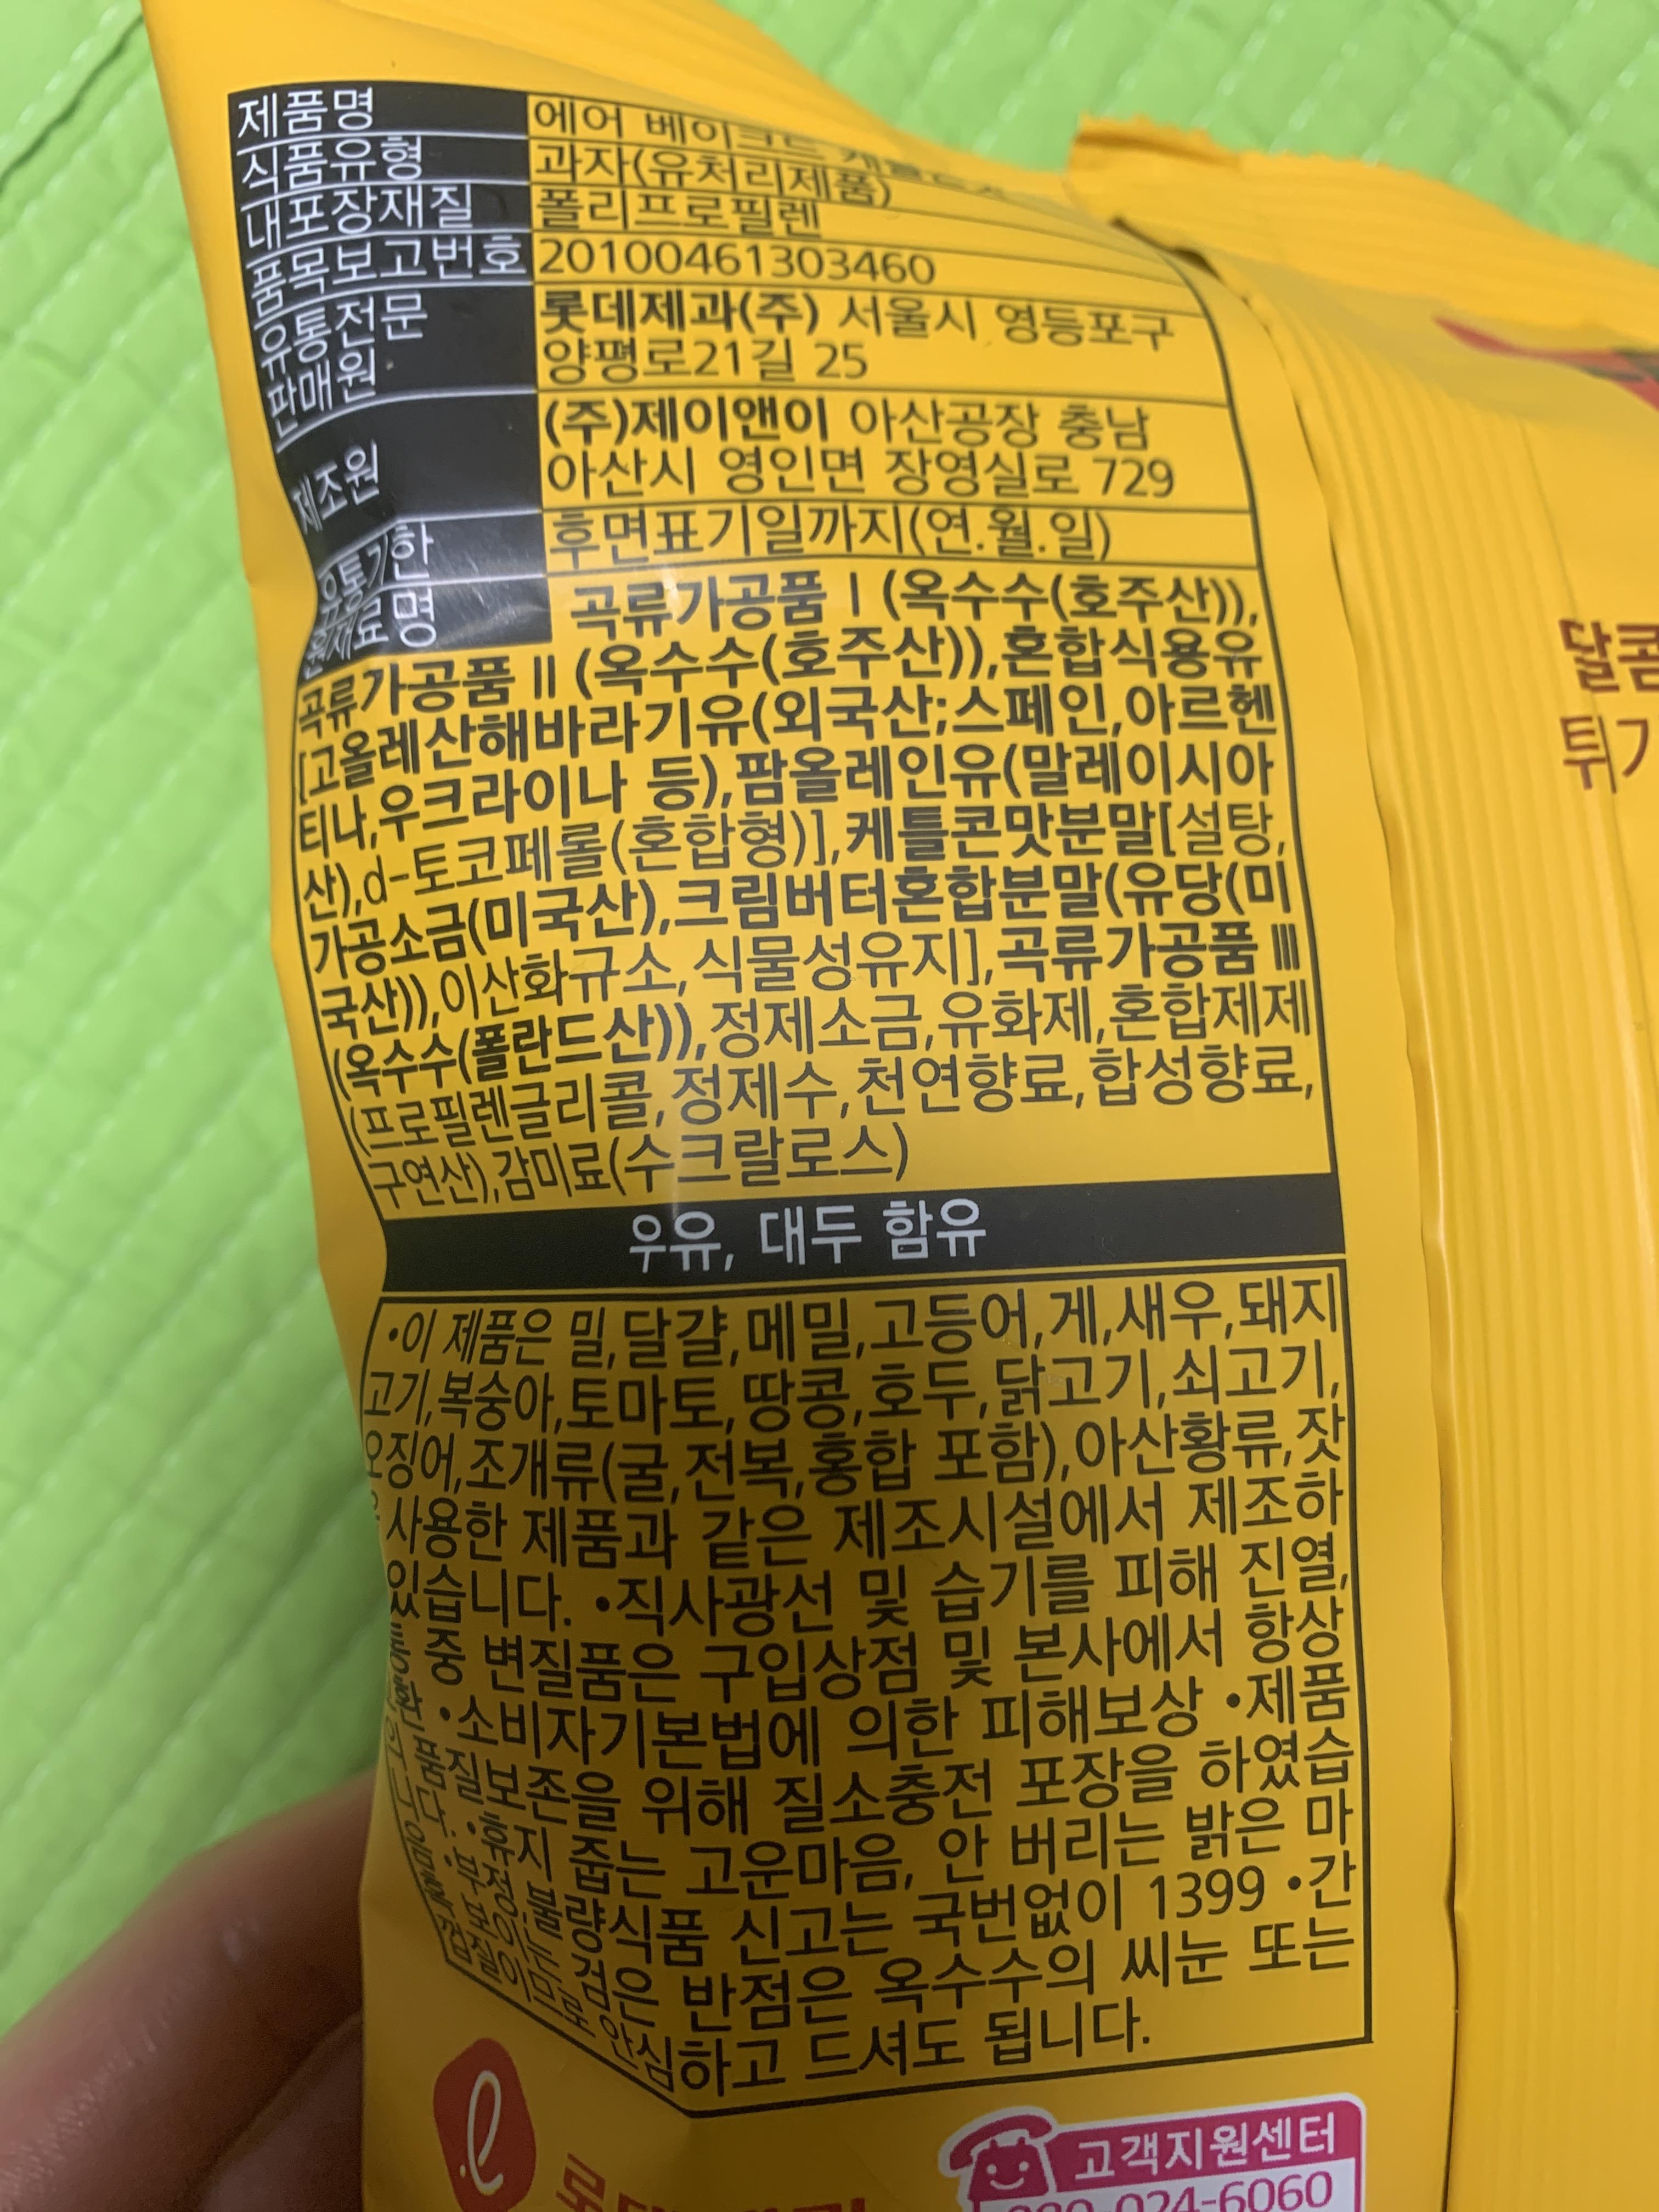 제품명 에어 베이크드
식품유형 과자(유처리제품)
내포장재질 폴리프로필렌
품목보고번호 20100461303460
유통전문 롯데제과(주) 서울시 영등포구
판매원 양평로21길 25
제조원 (주)제이앤이 아산공장 충남
아산시 영인면 장영실로 729
유통기한 후면표기일까지(연.월.일)
원재료명 곡류가공품Ⅰ(옥수수(호주산)),
곡류가공품Ⅱ(옥수수(호주산)),혼합식용유
[고올레산해바라기유(외국산;스페인,아르헨
티나,우크라이나 등),팜올레인유(말레이시아
산),d-토코페롤(혼합형)],케틀콘맛분말[설탕,
가공소금(미국산),크림버터혼합분말(유당(미
국산)),이산화규소,식물성유지],곡류가공품Ⅲ
(옥수수(폴란드산)),정제소금,유화제,혼합제제
(프로필렌글리콜,정제수,천연향료,합성향료,
구연산),감미료(수크랄로스)
우유, 대두 함유
•이 제품은 밀,달걀,메밀,고등어,게,새우,돼지
고기,복숭아,토마토,땅콩,호두,닭고기,쇠고기,
오징어,조개류(굴,전복,홍합 포함),아산황류,잣
사용한 제품과 같은 제조시설에서 제조하
있습니다. •직사광선 및 습기를 피해 진열,
통 중 변질품은 구입상점 및 본사에서 항상
환 •소비자기본법에 의한 피해보상 •제품
의 품질보존을 위해 질소충전 포장을 하였습
니다. •휴지 줍는 고운마음, 안 버리는 밝은 마
음 •부정,불량식품 신고는 국번없이 1399 •간
혹 보이는 검은 반점은 옥수수의 씨눈 또는
껍질이므로 안심하고 드셔도 됩니다.
달콤
튀기
고객지원센터
024-6060